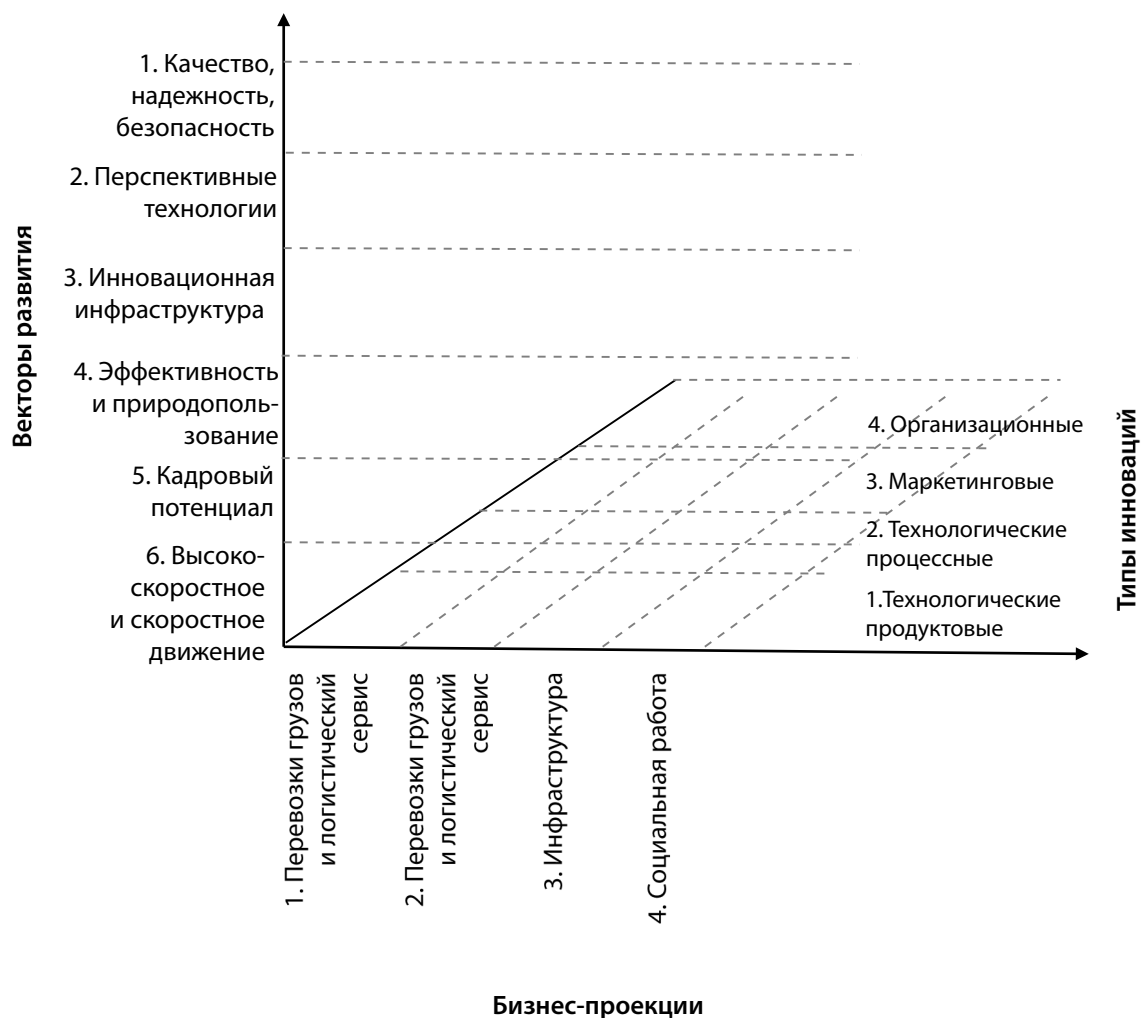 Векторы развития
1. Качество,
надежность,
безопасность
2. Перспективные
технологии
3. Инновационная
инфраструктура
4. Эффективность
и природополь-
зование
5. Кадровый
потенциал
6. Высоко-
скоростное
и скоростное
движение
4. Организационные
3. Маркетинговые
2. Технологические
процессные
1.Технологические
продуктовые
Типы инноваций
1. Перевозки грузов
и логистический
сервис
2. Перевозки грузов
и логистический
сервис
3. Инфраструктура
4. Социальная работа
Бизнес-проекции